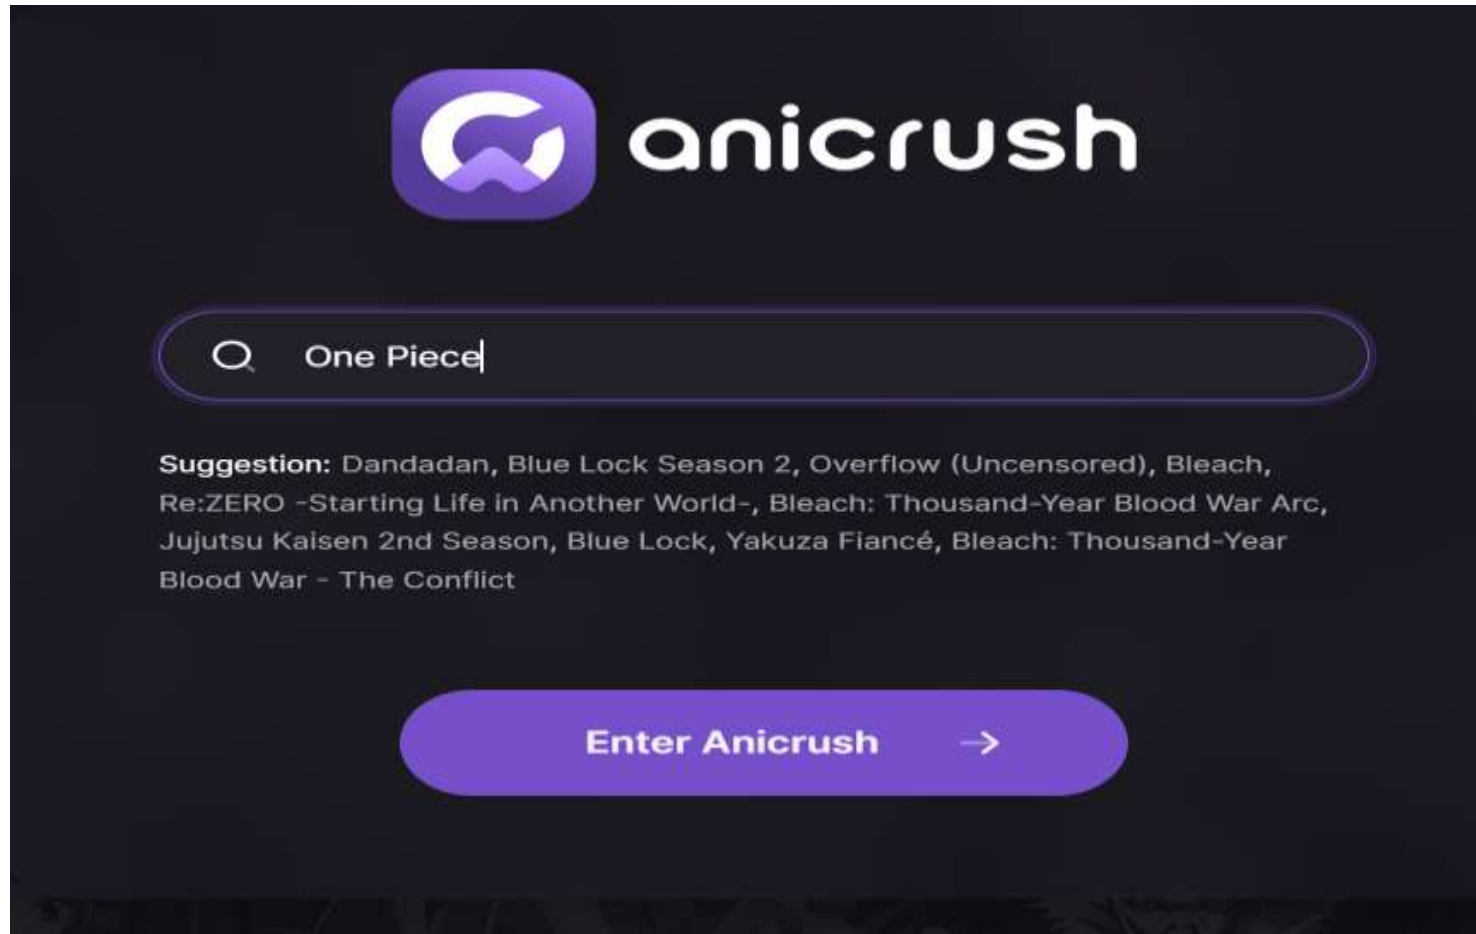 anicrush
One Piece
Suggestion: Dandadan, Blue Lock Season 2, Overflow (Uncensored), Bleach,
Re:ZERO -Starting Life in Another World-, Bleach: Thousand-Year Blood War Arc,
Jujutsu Kaisen 2nd Season, Blue Lock, Yakuza Fiancé, Bleach: Thousand-Year
Blood War - The Conflict
Enter Anicrush